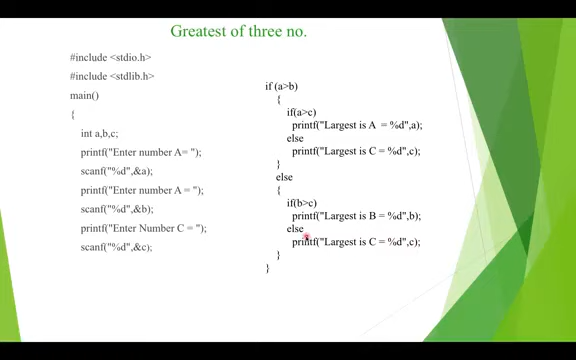 Greatest of three no.
#include <stdio.h>
#include <stdlib.h>
main()
{
int a,b,c;
printf("Enter number A= ");
scanf("%d",&a);
printf("Enter number A = ");
scanf("%d",&b);
printf("Enter Number C = ");
scanf("%d",&c);
if (a>b)
{
if(a>c)
printf("Largest is A  = %d",a);
else
printf("Largest is C = %d",c);
}
else
{
if(b>c)
printf("Largest is B = %d",b);
else
printf("Largest is C = %d",c);
}
}